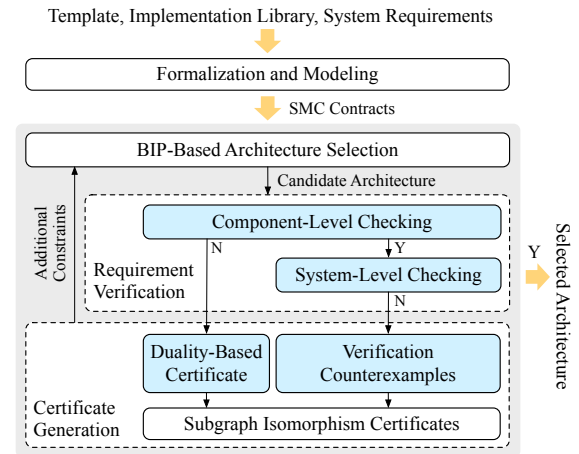 Template, Implementation Library, System Requirements
Formalization and Modeling
SMC Contracts
BIP-Based Architecture Selection
Candidate Architecture
Additional
Constraints
Component-Level Checking
N
Y
Requirement
Verification
System-Level Checking
N
Y
Selected Architecture
Duality-Based
Certificate
Verification
Counterexamples
Certificate
Generation
Subgraph Isomorphism Certificates